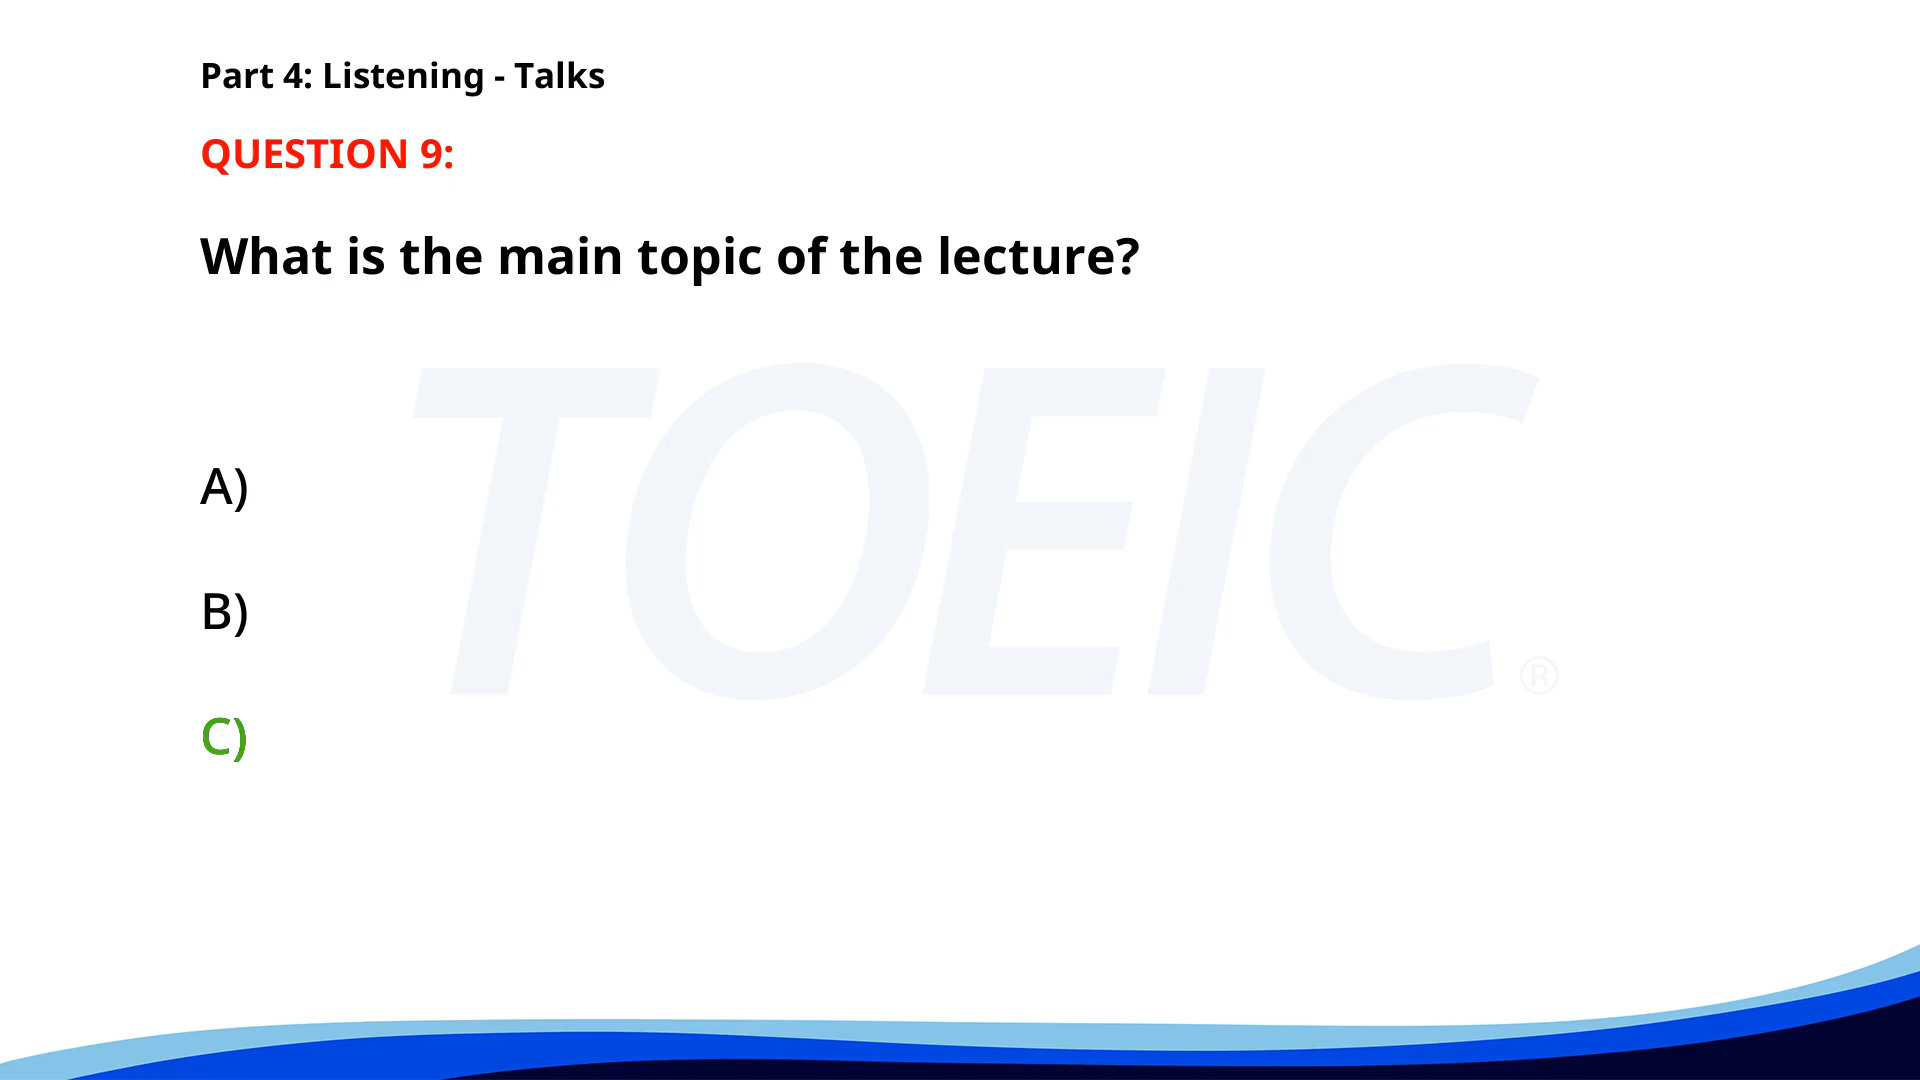 Part 4: Listening - Talks
QUESTION 9:
What is the main topic of the lecture?
TOEIC®
A)
B)
C)